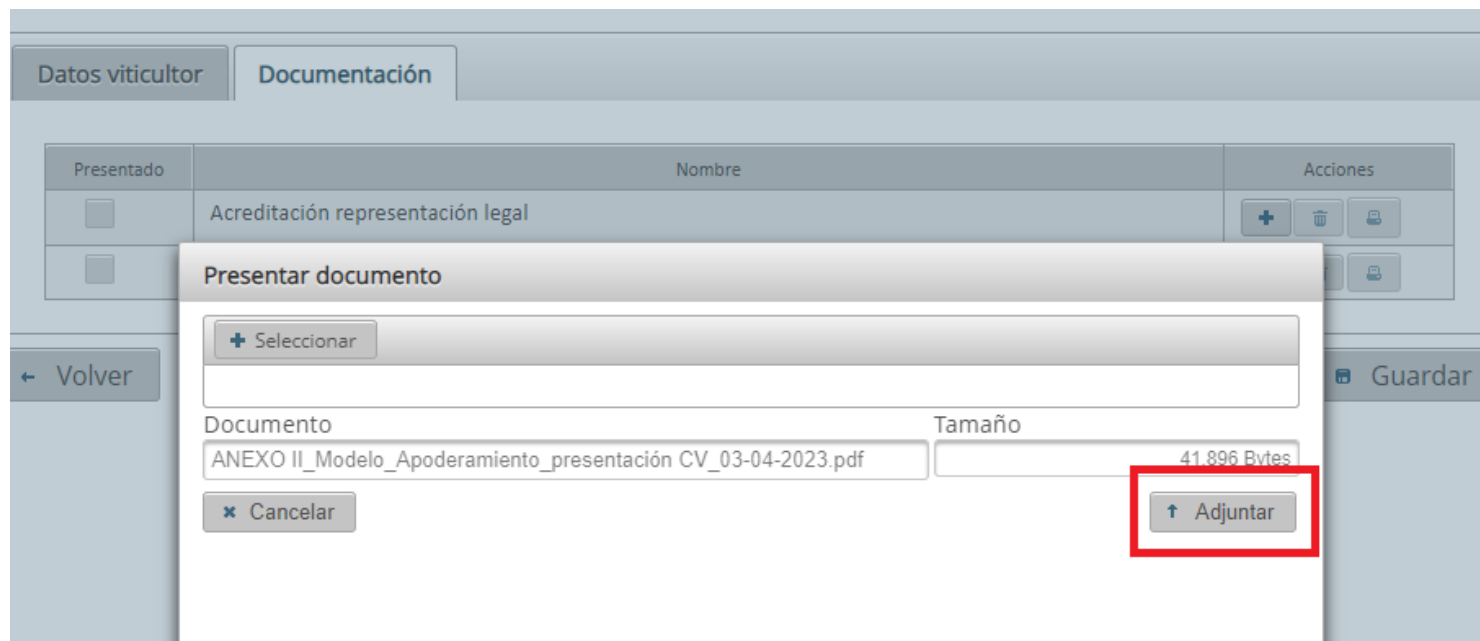 Datos viticultor Documentación
Presentado Nombre Acciones
Acreditación representación legal
Presentar documento
Seleccionar
Volver Guardar
Documento Tamaño
ANEXO II_Modelo_Apoderamiento_presentación CV_03-04-2023.pdf 41.896 Bytes
Cancelar Adjuntar